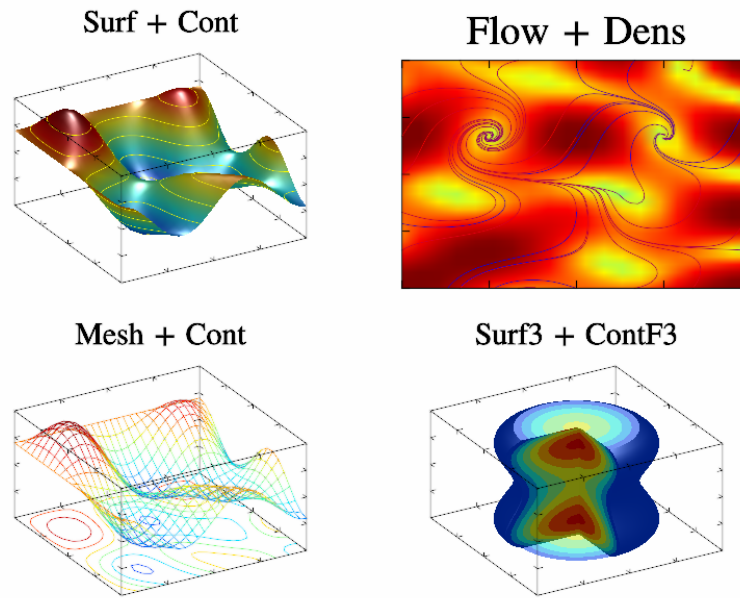 Surf + Cont
Flow + Dens
Mesh + Cont
Surf3 + ContF3